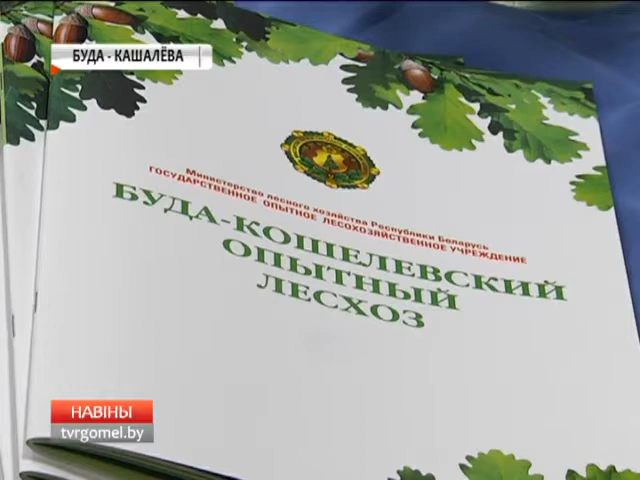 БУДА - КАШАЛЁВА
Министерство лесного хозяйства Республики Беларусь
ГОСУДАРСТВЕННОЕ ОПЫТНОЕ ЛЕСОХОЗЯЙСТВЕННОЕ УЧРЕЖДЕНИЕ
БУДА-КОШЕЛЕВСКИЙ
ОПЫТНЫЙ
ЛЕСХОЗ
НАВІНЫ
tvrgomel.by